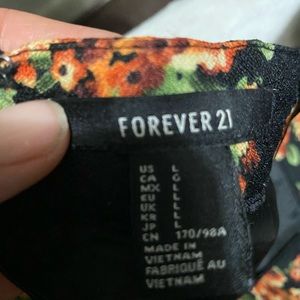 FOREVER 21
US L
CA G
MX L
EU L
UK L
KR L
JP L
CN 170/98A
MADE IN
VIETNAM
FABRIQUÉ AU
VIETNAM